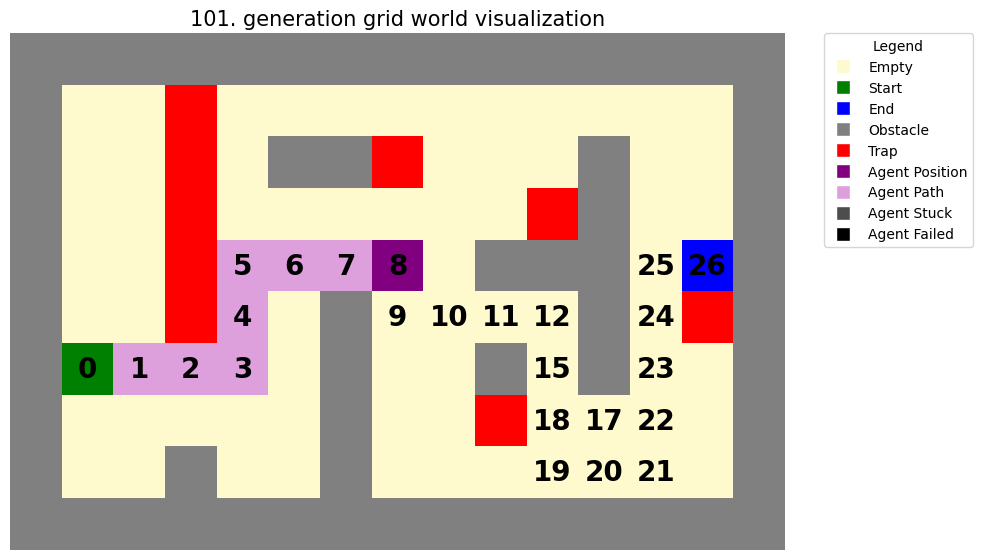 101. generation grid world visualization
Legend
Empty
Start
End
Obstacle
Trap
Agent Position
Agent Path
Agent Stuck
Agent Failed
5 6 7 8 25 26
4 9 10 11 12 24
0 1 2 3 15 23
18 17 22
19 20 21